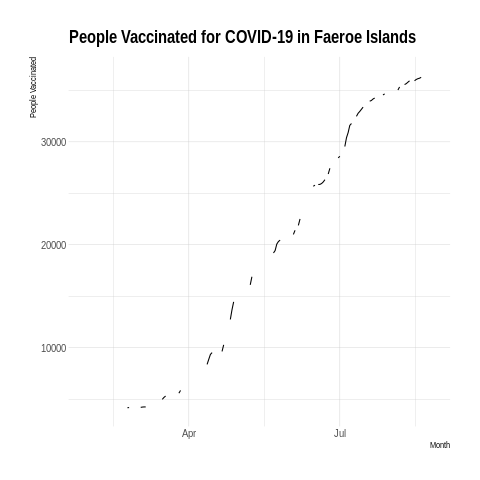 People Vaccinated for COVID-19 in Faeroe Islands
People Vaccinated
30000
20000
10000
Apr
Jul
Month